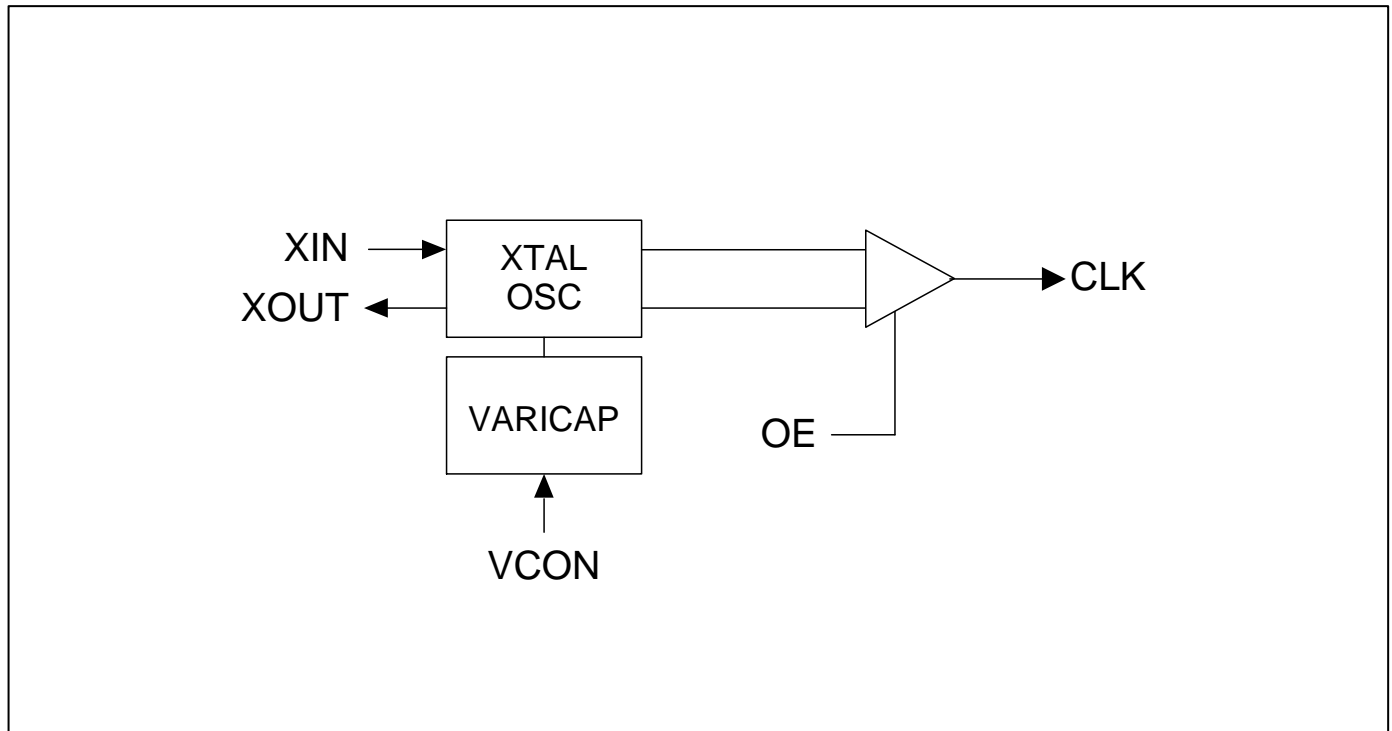 XIN
XOUT
XTAL
OSC
CLK
VARICAP
OE
VCON